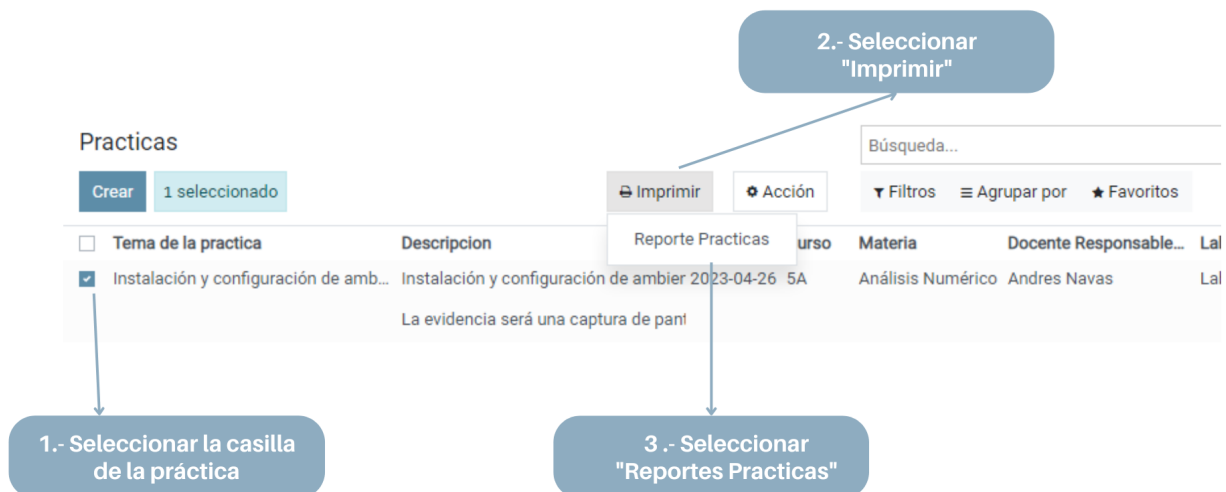 2.- Seleccionar
"Imprimir"
Practicas
Búsqueda...
Crear 1 seleccionado Imprimir Acción Filtros Agrupar por Favoritos
Reporte Practicas
Tema de la practica Descripcion urso Materia Docente Responsable... Lal
Instalación y configuración de amb... Instalación y configuración de ambier 2023-04-26 5A Análisis Numérico Andres Navas Lal
La evidencia será una captura de pant
1.- Seleccionar la casilla
de la práctica
3 .- Seleccionar
"Reportes Practicas"